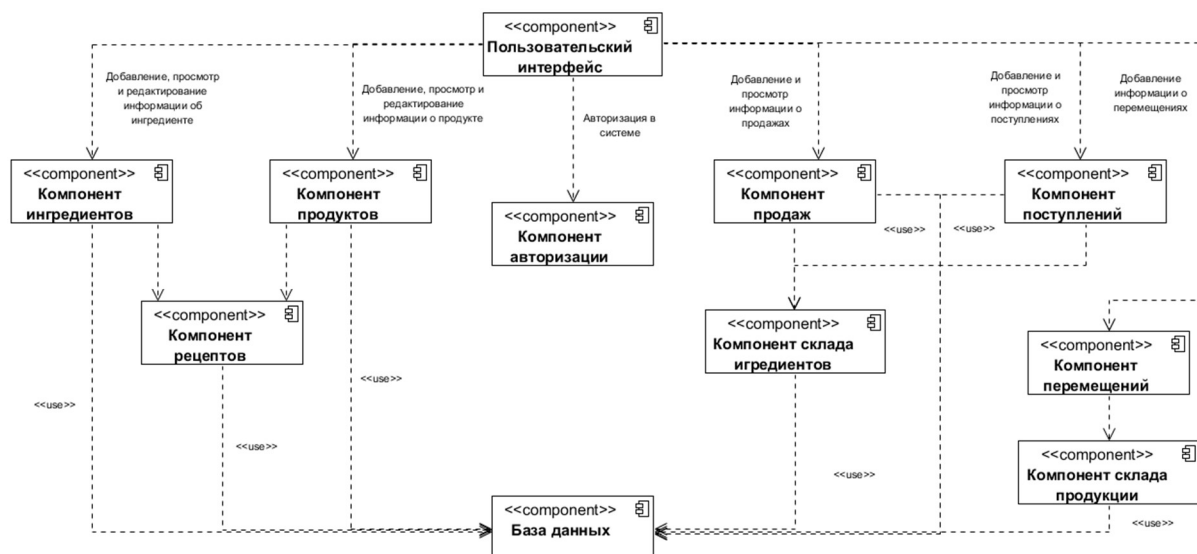 <<component>>
Пользовательский
интерфейс
Добавление, просмотр
и редактирование
информации об
ингредиенте
Добавление, просмотр и
редактирование
информации о продукте
Авторизация в
системе
Добавление и
просмотр
информации о
продажах
Добавление и
просмотр
информации о
поступлениях
Добавление
информации о
перемещениях
<<component>>
Компонент
ингредиентов
<<component>>
Компонент
продуктов
<<component>>
Компонент
авторизации
<<component>>
Компонент
продаж
<<component>>
Компонент
поступлений
<<use>>
<<use>>
<<component>>
Компонент
рецептов
<<component>>
Компонент склада
игредиентов
<<component>>
Компонент
перемещений
<<use>>
<<use>>
<<use>>
<<component>>
Компонент склада
продукции
<<use>>
<<component>>
База данных
<<use>>